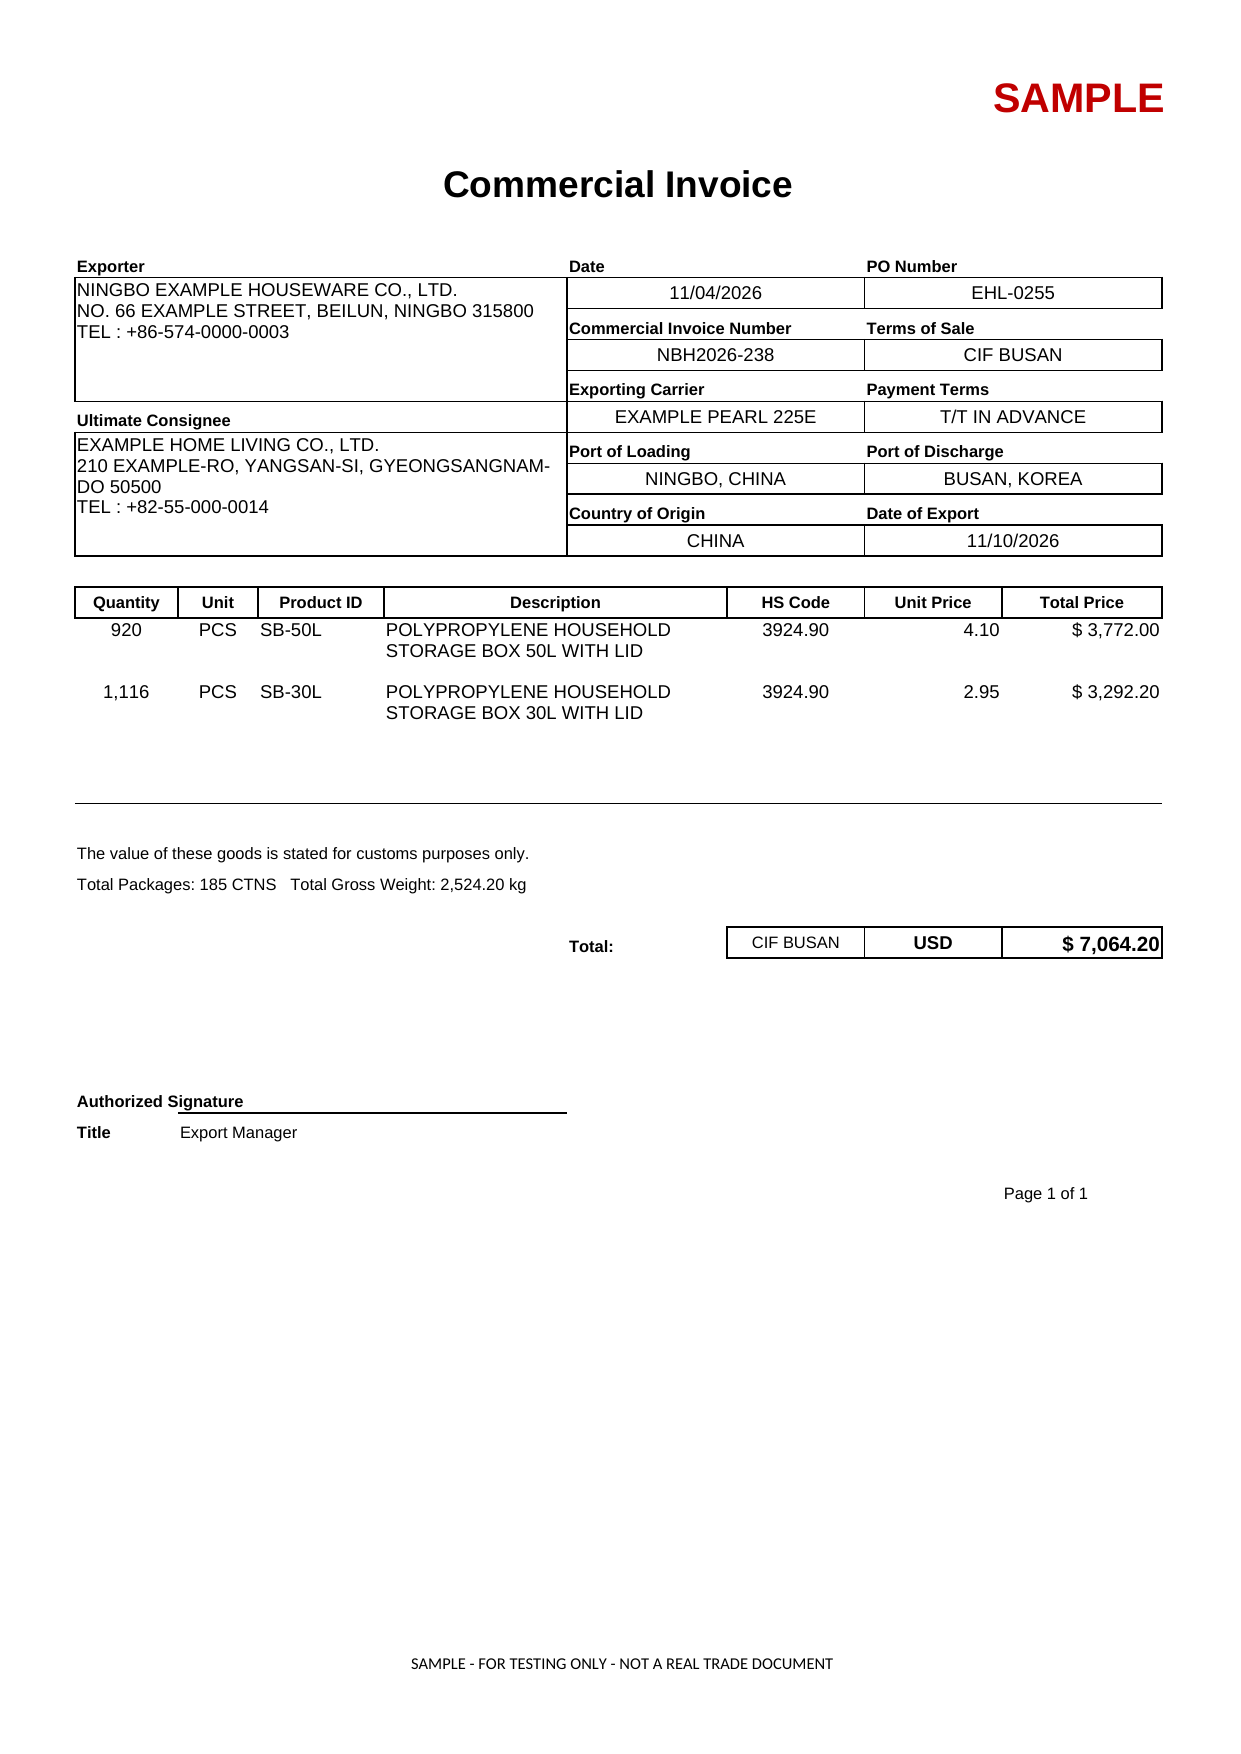 SAMPLE
Commercial Invoice
Exporter
NINGBO EXAMPLE HOUSEWARE CO., LTD.
NO. 66 EXAMPLE STREET, BEILUN, NINGBO 315800
TEL : +86-574-0000-0003
Date PO Number
11/04/2026 EHL-0255
Commercial Invoice Number Terms of Sale
NBH2026-238 CIF BUSAN
Exporting Carrier Payment Terms
EXAMPLE PEARL 225E T/T IN ADVANCE
Ultimate Consignee
EXAMPLE HOME LIVING CO., LTD.
210 EXAMPLE-RO, YANGSAN-SI, GYEONGSANGNAM-
DO 50500
TEL : +82-55-000-0014
Port of Loading Port of Discharge
NINGBO, CHINA BUSAN, KOREA
Country of Origin Date of Export
CHINA 11/10/2026
Quantity Unit Product ID Description HS Code Unit Price Total Price
920 PCS SB-50L POLYPROPYLENE HOUSEHOLD 3924.90 4.10 $ 3,772.00
STORAGE BOX 50L WITH LID
1,116 PCS SB-30L POLYPROPYLENE HOUSEHOLD 3924.90 2.95 $ 3,292.20
STORAGE BOX 30L WITH LID
The value of these goods is stated for customs purposes only.
Total Packages: 185 CTNS Total Gross Weight: 2,524.20 kg
Total: CIF BUSAN USD $ 7,064.20
Authorized Signature
Title Export Manager
Page 1 of 1
SAMPLE - FOR TESTING ONLY - NOT A REAL TRADE DOCUMENT